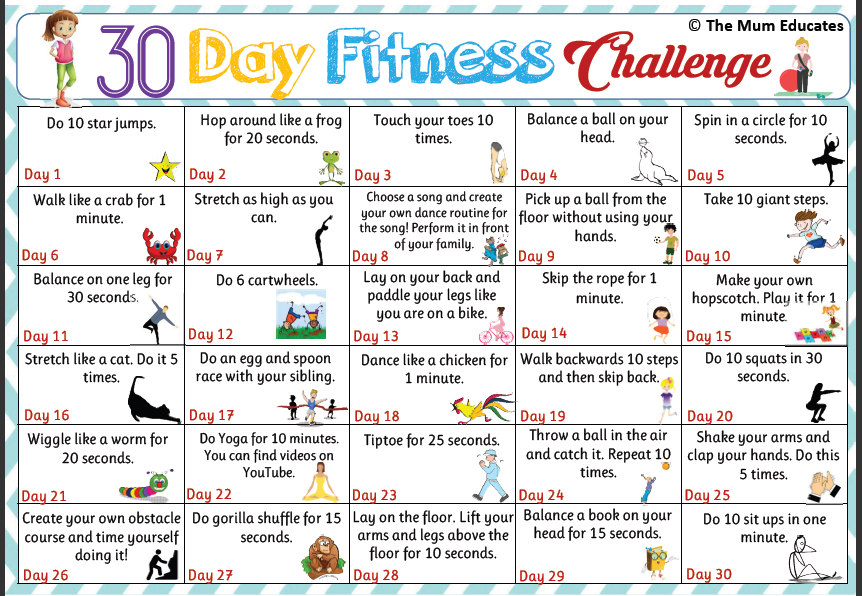 © The Mum Educates
30 Day Fitness Challenge
Do 10 star jumps.
Day 1
Hop around like a frog
for 20 seconds.
Day 2
Touch your toes 10
times.
Day 3
Balance a ball on your
head.
Day 4
Spin in a circle for 10
seconds.
Day 5
Walk like a crab for 1
minute.
Day 6
Stretch as high as you
can.
Day 7
Choose a song and create
your own dance routine for
the song! Perform it in front
of your family.
Day 8
Pick up a ball from the
floor without using your
hands.
Day 9
Take 10 giant steps.
Day 10
Balance on one leg for
30 seconds.
Day 11
Do 6 cartwheels.
Day 12
Lay on your back and
paddle your legs like
you are on a bike.
Day 13
Skip the rope for 1
minute.
Day 14
Make your own
hopscotch. Play it for 1
minute.
Day 15
Stretch like a cat. Do it 5
times.
Day 16
Do an egg and spoon
race with your sibling.
Day 17
Dance like a chicken for
1 minute.
Day 18
Walk backwards 10 steps
and then skip back.
Day 19
Do 10 squats in 30
seconds.
Day 20
Wiggle like a worm for
20 seconds.
Day 21
Do Yoga for 10 minutes.
You can find videos on
YouTube.
Day 22
Tiptoe for 25 seconds.
Day 23
Throw a ball in the air
and catch it. Repeat 10
times.
Day 24
Shake your arms and
clap your hands. Do this
5 times.
Day 25
Create your own obstacle
course and time yourself
doing it!
Day 26
Do gorilla shuffle for 15
seconds.
Day 27
Lay on the floor. Lift your
arms and legs above the
floor for 10 seconds.
Day 28
Balance a book on your
head for 15 seconds.
Day 29
Do 10 sit ups in one
minute.
Day 30